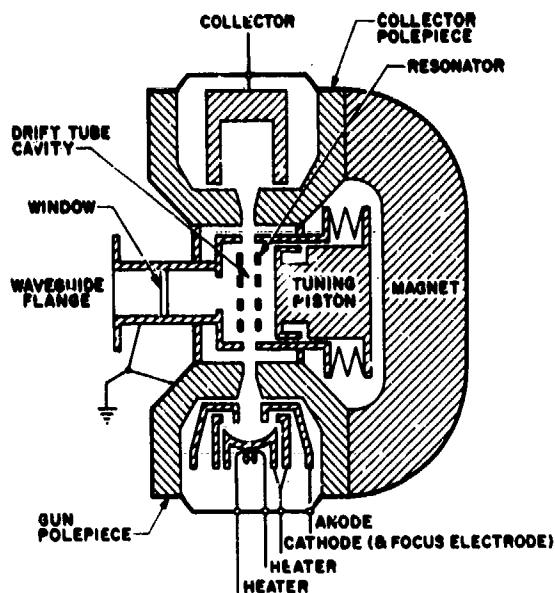 COLLECTOR
COLLECTOR
POLEPIECE
RESONATOR
DRIFT TUBE
CAVITY
WINDOW
WAVEGUIDE
FLANGE
TUNING
PISTON
MAGNET
GUN
POLEPIECE
ANODE
CATHODE (& FOCUS ELECTRODE)
HEATER
HEATER